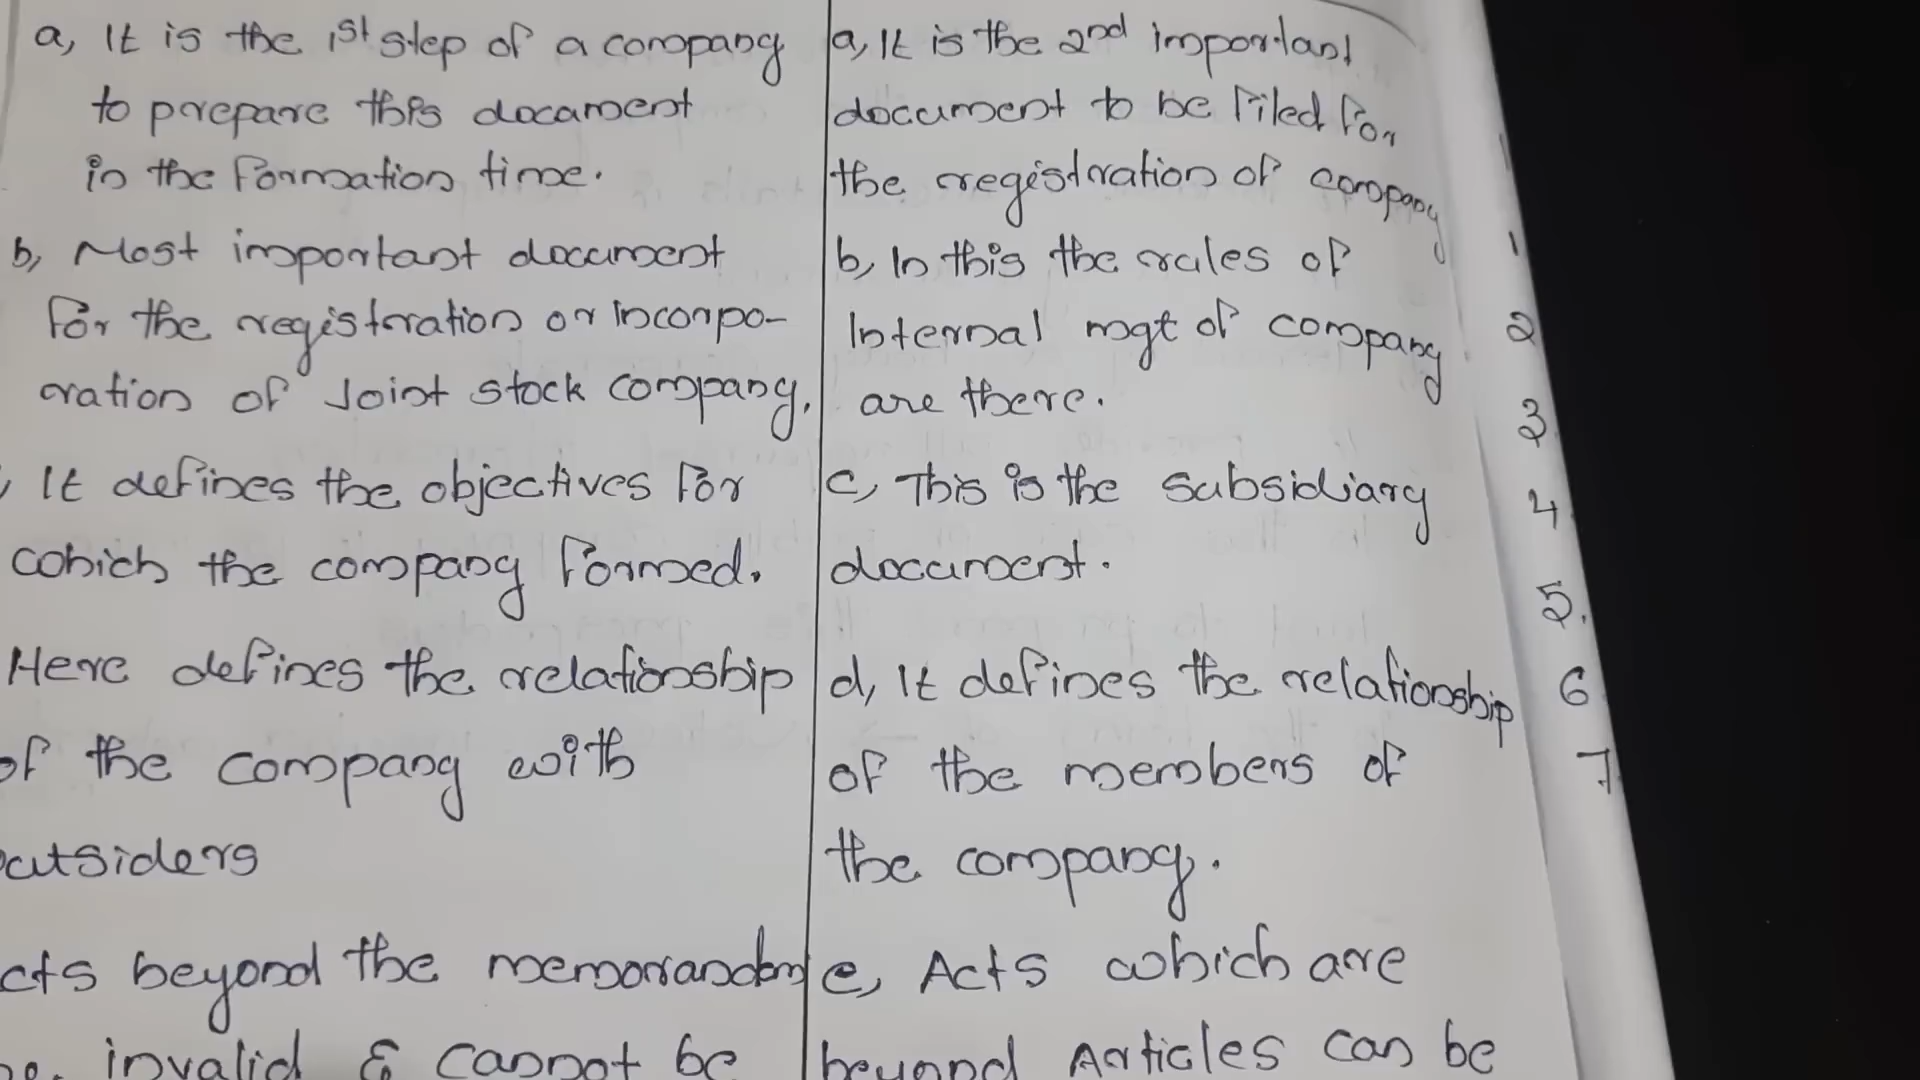 a, It is the 1st step of a company
to prepare this document
in the formation time.
b, Most important document
for the registration or incorpo-
ration of Joint stock company.
, It defines the objectives for
which the company formed.
Here defines the relationship
of the company with
outsiders
cts beyond the memorandum
invalid & cannot be
a, It is the 2nd important
document to be filed for
the registration of company
b, In this the rules of
Internal mgt of company
are there.
c, This is the subsidiary
document.
d, It defines the relationship
of the members of
the company.
e, Acts which are
beyond Articles can be
1
2
3
4
5.
6
7